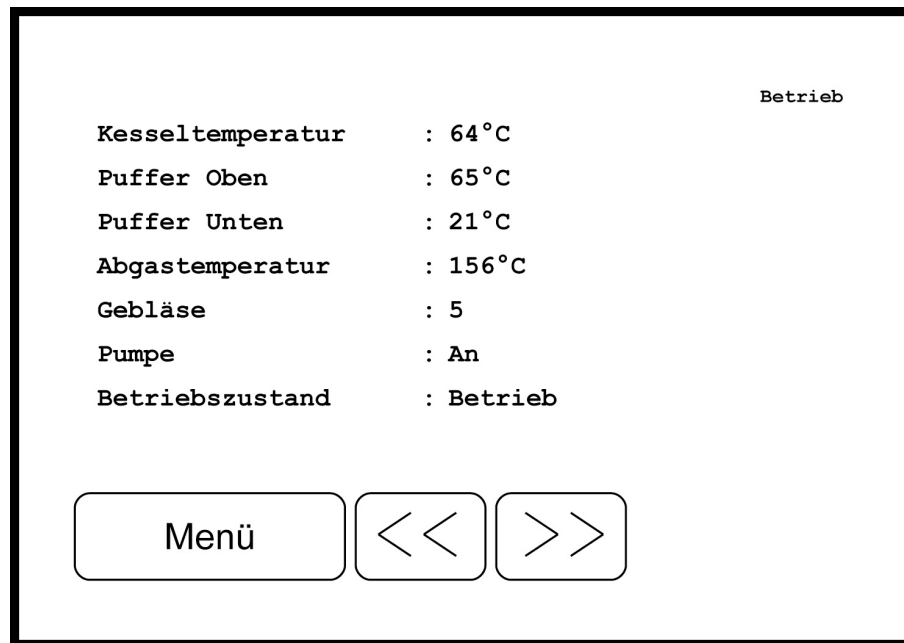 Betrieb
Kesseltemperatur : 64°C
Puffer Oben : 65°C
Puffer Unten : 21°C
Abgastemperatur : 156°C
Gebläse : 5
Pumpe : An
Betriebszustand : Betrieb
Menü << >>